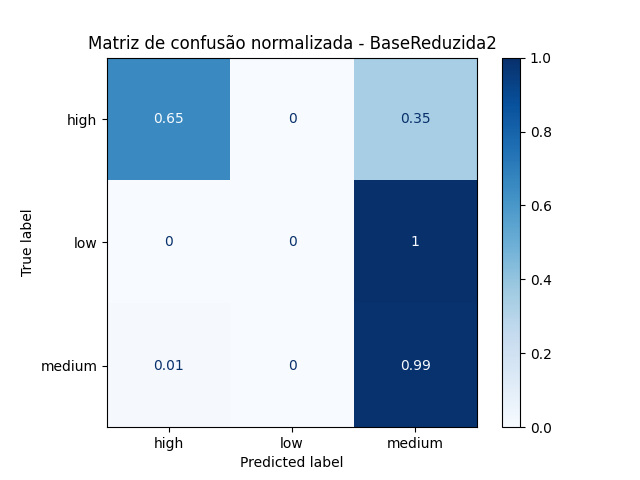 Matriz de confusão normalizada - BaseReduzida2
True label
high
0.65
0
0.35
low
0
0
1
medium
0.01
0
0.99
high
low
medium
Predicted label
1.0
0.8
0.6
0.4
0.2
0.0